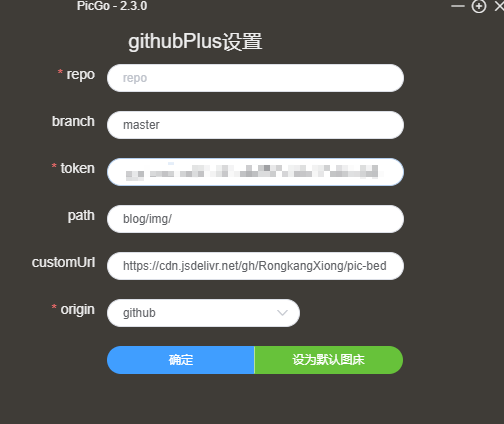 PicGo - 2.3.0
githubPlus设置
* repo
repo
branch
master
* token
path
blog/img/
customUrl
https://cdn.jsdelivr.net/gh/RongkangXiong/pic-bed
* origin
github
确定
设为默认图床